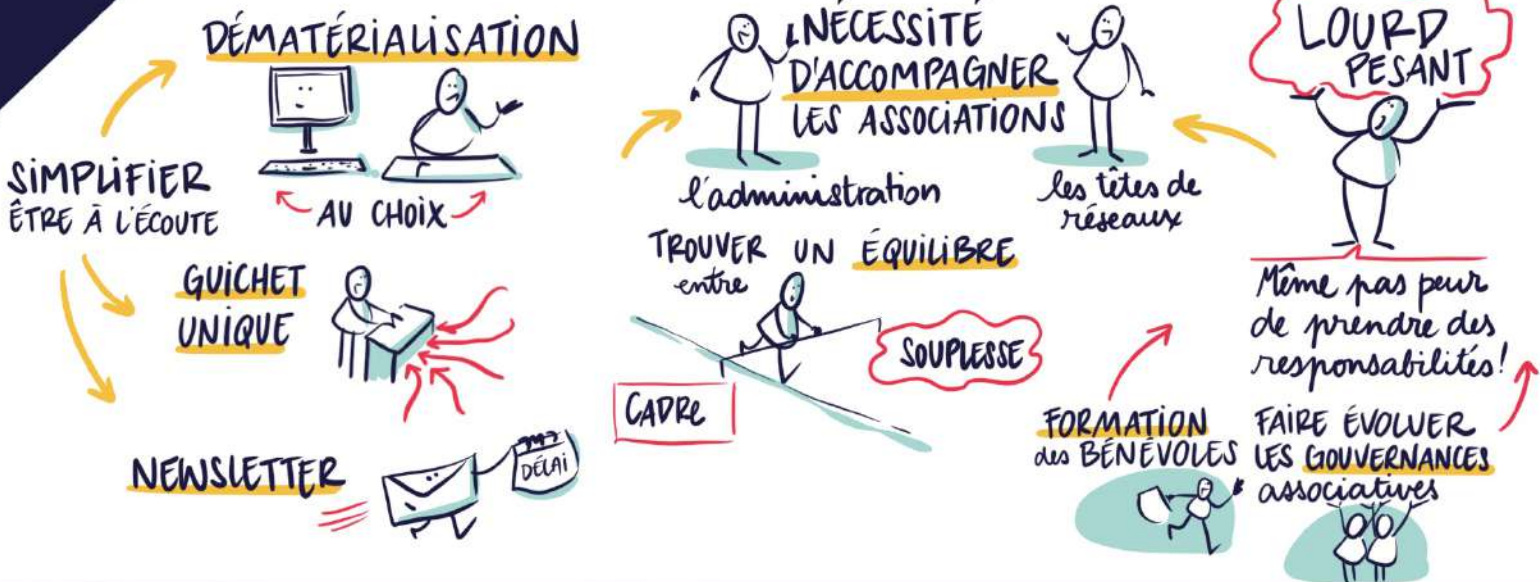 DÉMATÉRIALISATION
SIMPLIFIER
ÊTRE À L'ÉCOUTE
AU CHOIX
GUICHET
UNIQUE
NEWSLETTER
DÉLAI
NÉCESSITÉ
D'ACCOMPAGNER
LES ASSOCIATIONS
l'administration
les têtes de
réseaux
TROUVER UN ÉQUILIBRE
entre
SOUPLESSE
CADRE
LOURD
PESANT
Même pas peur
de prendre des
responsabilités!
FORMATION
des BÉNÉVOLES
FAIRE ÉVOLUER
LES GOUVERNANCES
associatives